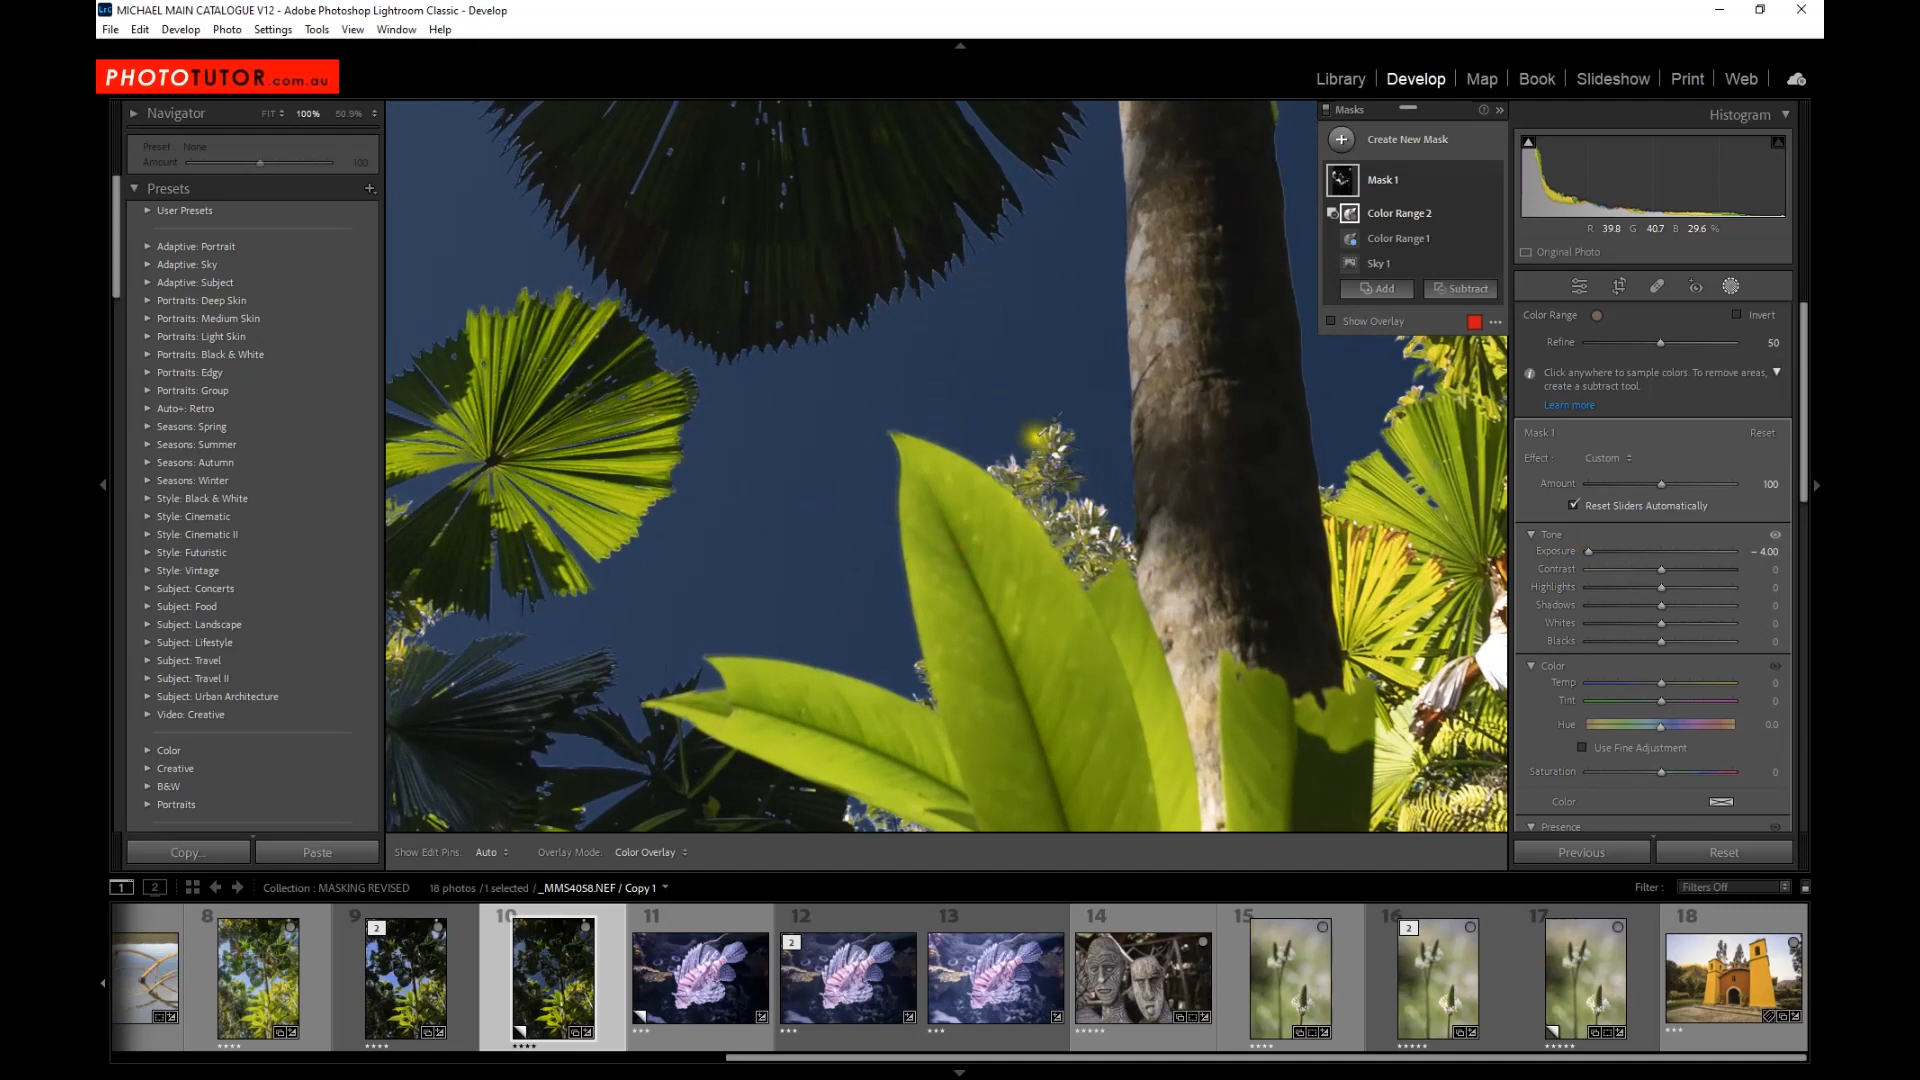 MICHAEL MAIN CATALOGUE V12 - Adobe Photoshop Lightroom Classic - Develop
File Edit Develop Photo Settings Tools View Window Help
PHOTOTUTOR.com.au
Library Develop Map Book Slideshow Print Web
Navigator FIT 100% 50.9%
Preset: None
Amount 100
Presets
User Presets
Adaptive: Portrait
Adaptive: Sky
Adaptive: Subject
Portraits: Deep Skin
Portraits: Medium Skin
Portraits: Light Skin
Portraits: Black & White
Portraits: Edgy
Portraits: Group
Auto+: Retro
Seasons: Spring
Seasons: Summer
Seasons: Autumn
Seasons: Winter
Style: Black & White
Style: Cinematic
Style: Cinematic II
Style: Futuristic
Style: Vintage
Subject: Concerts
Subject: Food
Subject: Landscape
Subject: Lifestyle
Subject: Travel
Subject: Travel II
Subject: Urban Architecture
Video: Creative
Color
Creative
B&W
Portraits
Copy... Paste
Masks
Create New Mask
Mask 1
Color Range 2
Color Range 1
Sky 1
Add Subtract
Show Overlay
Histogram
R 39.8 G 40.7 B 29.6 %
Original Photo
Color Range Invert
Refine 50
Click anywhere to sample colors. To remove areas,
create a subtract tool.
Learn more
Mask 1 Reset
Effect : Custom
Amount 100
Reset Sliders Automatically
Tone
Exposure – 4.00
Contrast 0
Highlights 0
Shadows 0
Whites 0
Blacks 0
Color
Temp 0
Tint 0
Hue 0.0
Use Fine Adjustment
Saturation 0
Color
Presence
Previous Reset
Show Edit Pins: Auto Overlay Mode: Color Overlay
1 2 Collection : MASKING REVISED 18 photos / 1 selected / _MM54058.NEF / Copy 1
Filter : Filters Off
8 9 10 11 12 13 14 15 16 17 18
2 2 2